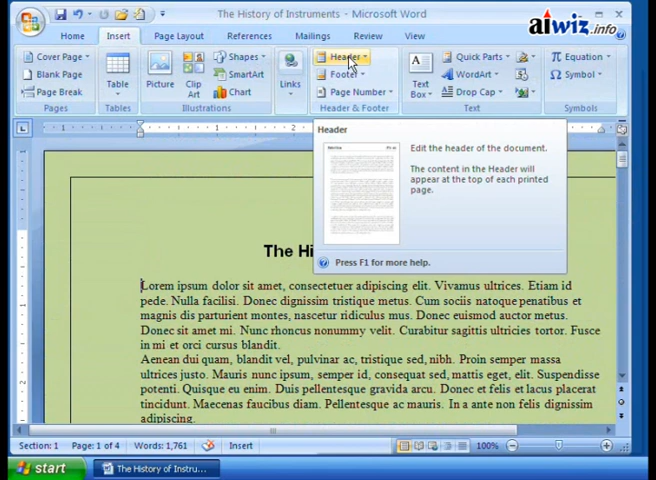 The History of Instruments - Microsoft Word
aiwiz.info
Home Insert Page Layout References Mailings Review View
Cover Page
Blank Page
Page Break
Pages
Table
Tables
Picture
Clip Art
Shapes
SmartArt
Chart
Illustrations
Links
Header
Footer
Page Number
Header & Footer
A
Text Box
Quick Parts
WordArt
Drop Cap
Text
π Equation
Ω Symbol
Symbols
Header
Edit the header of the document.
The content in the Header will
appear at the top of each printed
page.
Press F1 for more help.
The Hi
Lorem ipsum dolor sit amet, consectetuer adipiscing elit. Vivamus ultrices. Etiam id
pede. Nulla facilisi. Donec dignissim tristique metus. Cum sociis natoque penatibus et
magnis dis parturient montes, nascetur ridiculus mus. Donec euismod auctor metus.
Donec sit amet mi. Nunc rhoncus nonummy velit. Curabitur sagittis ultricies tortor. Fusce
in mi et orci cursus blandit.
Aenean dui quam, blandit vel, pulvinar ac, tristique sed, nibh. Proin semper massa
ultrices justo. Mauris nunc ipsum, semper id, consequat sed, mattis eget, elit. Suspendisse
potenti. Quisque eu enim. Duis pellentesque gravida arcu. Donec et felis et lacus placerat
tincidunt. Maecenas faucibus diam. Pellentesque ac mauris. In a ante non felis dignissim
adipiscing.
Section: 1 Page: 1 of 4 Words: 1,761 Insert 100%
start The History of Instru...